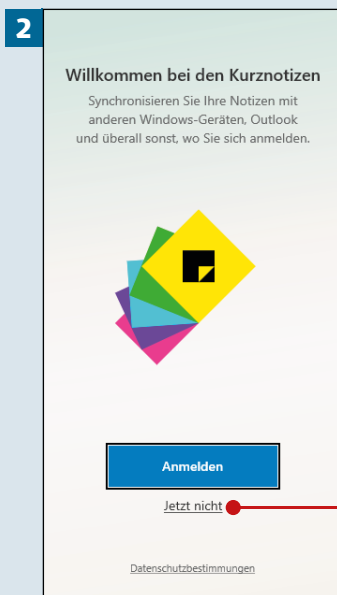 2
Willkommen bei den Kurznotizen
Synchronisieren Sie Ihre Notizen mit
anderen Windows-Geräten, Outlook
und überall sonst, wo Sie sich anmelden.
Anmelden
Jetzt nicht
Datenschutzbestimmungen